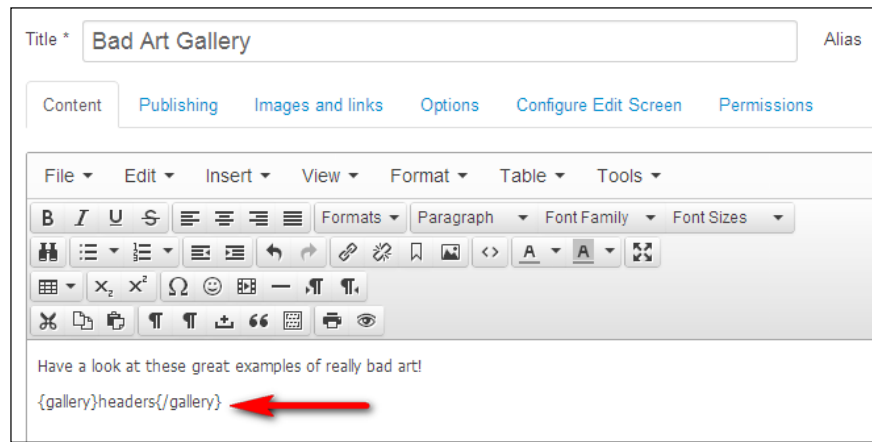 Title * Bad Art Gallery Alias
Content Publishing Images and links Options Configure Edit Screen Permissions
File Edit Insert View Format Table Tools
B I U S Formats Paragraph Font Family Font Sizes
A A
X₂ X² Ω
Have a look at these great examples of really bad art!
{gallery}headers{/gallery}